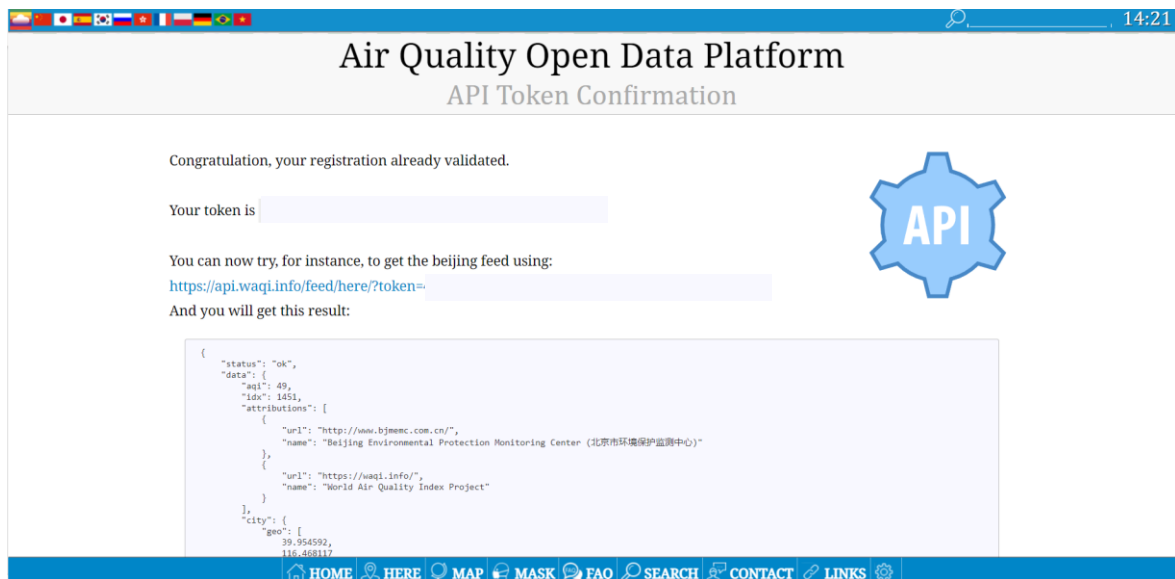 14:21
Air Quality Open Data Platform
API Token Confirmation
Congratulation, your registration already validated.
API
Your token is
You can now try, for instance, to get the beijing feed using:
https://api.waqi.info/feed/here/?token=
And you will get this result:
{
"status": "ok",
"data": {
"aqi": 49,
"idx": 1451,
"attributions": [
{
"url": "http://www.bjmemc.com.cn/",
"name": "Beijing Environmental Protection Monitoring Center (北京市环境保护监测中心)"
},
{
"url": "https://waqi.info/",
"name": "World Air Quality Index Project"
}
],
"city": {
"geo": [
39.954592,
116.468117
HOME HERE MAP MASK FAQ SEARCH CONTACT LINKS